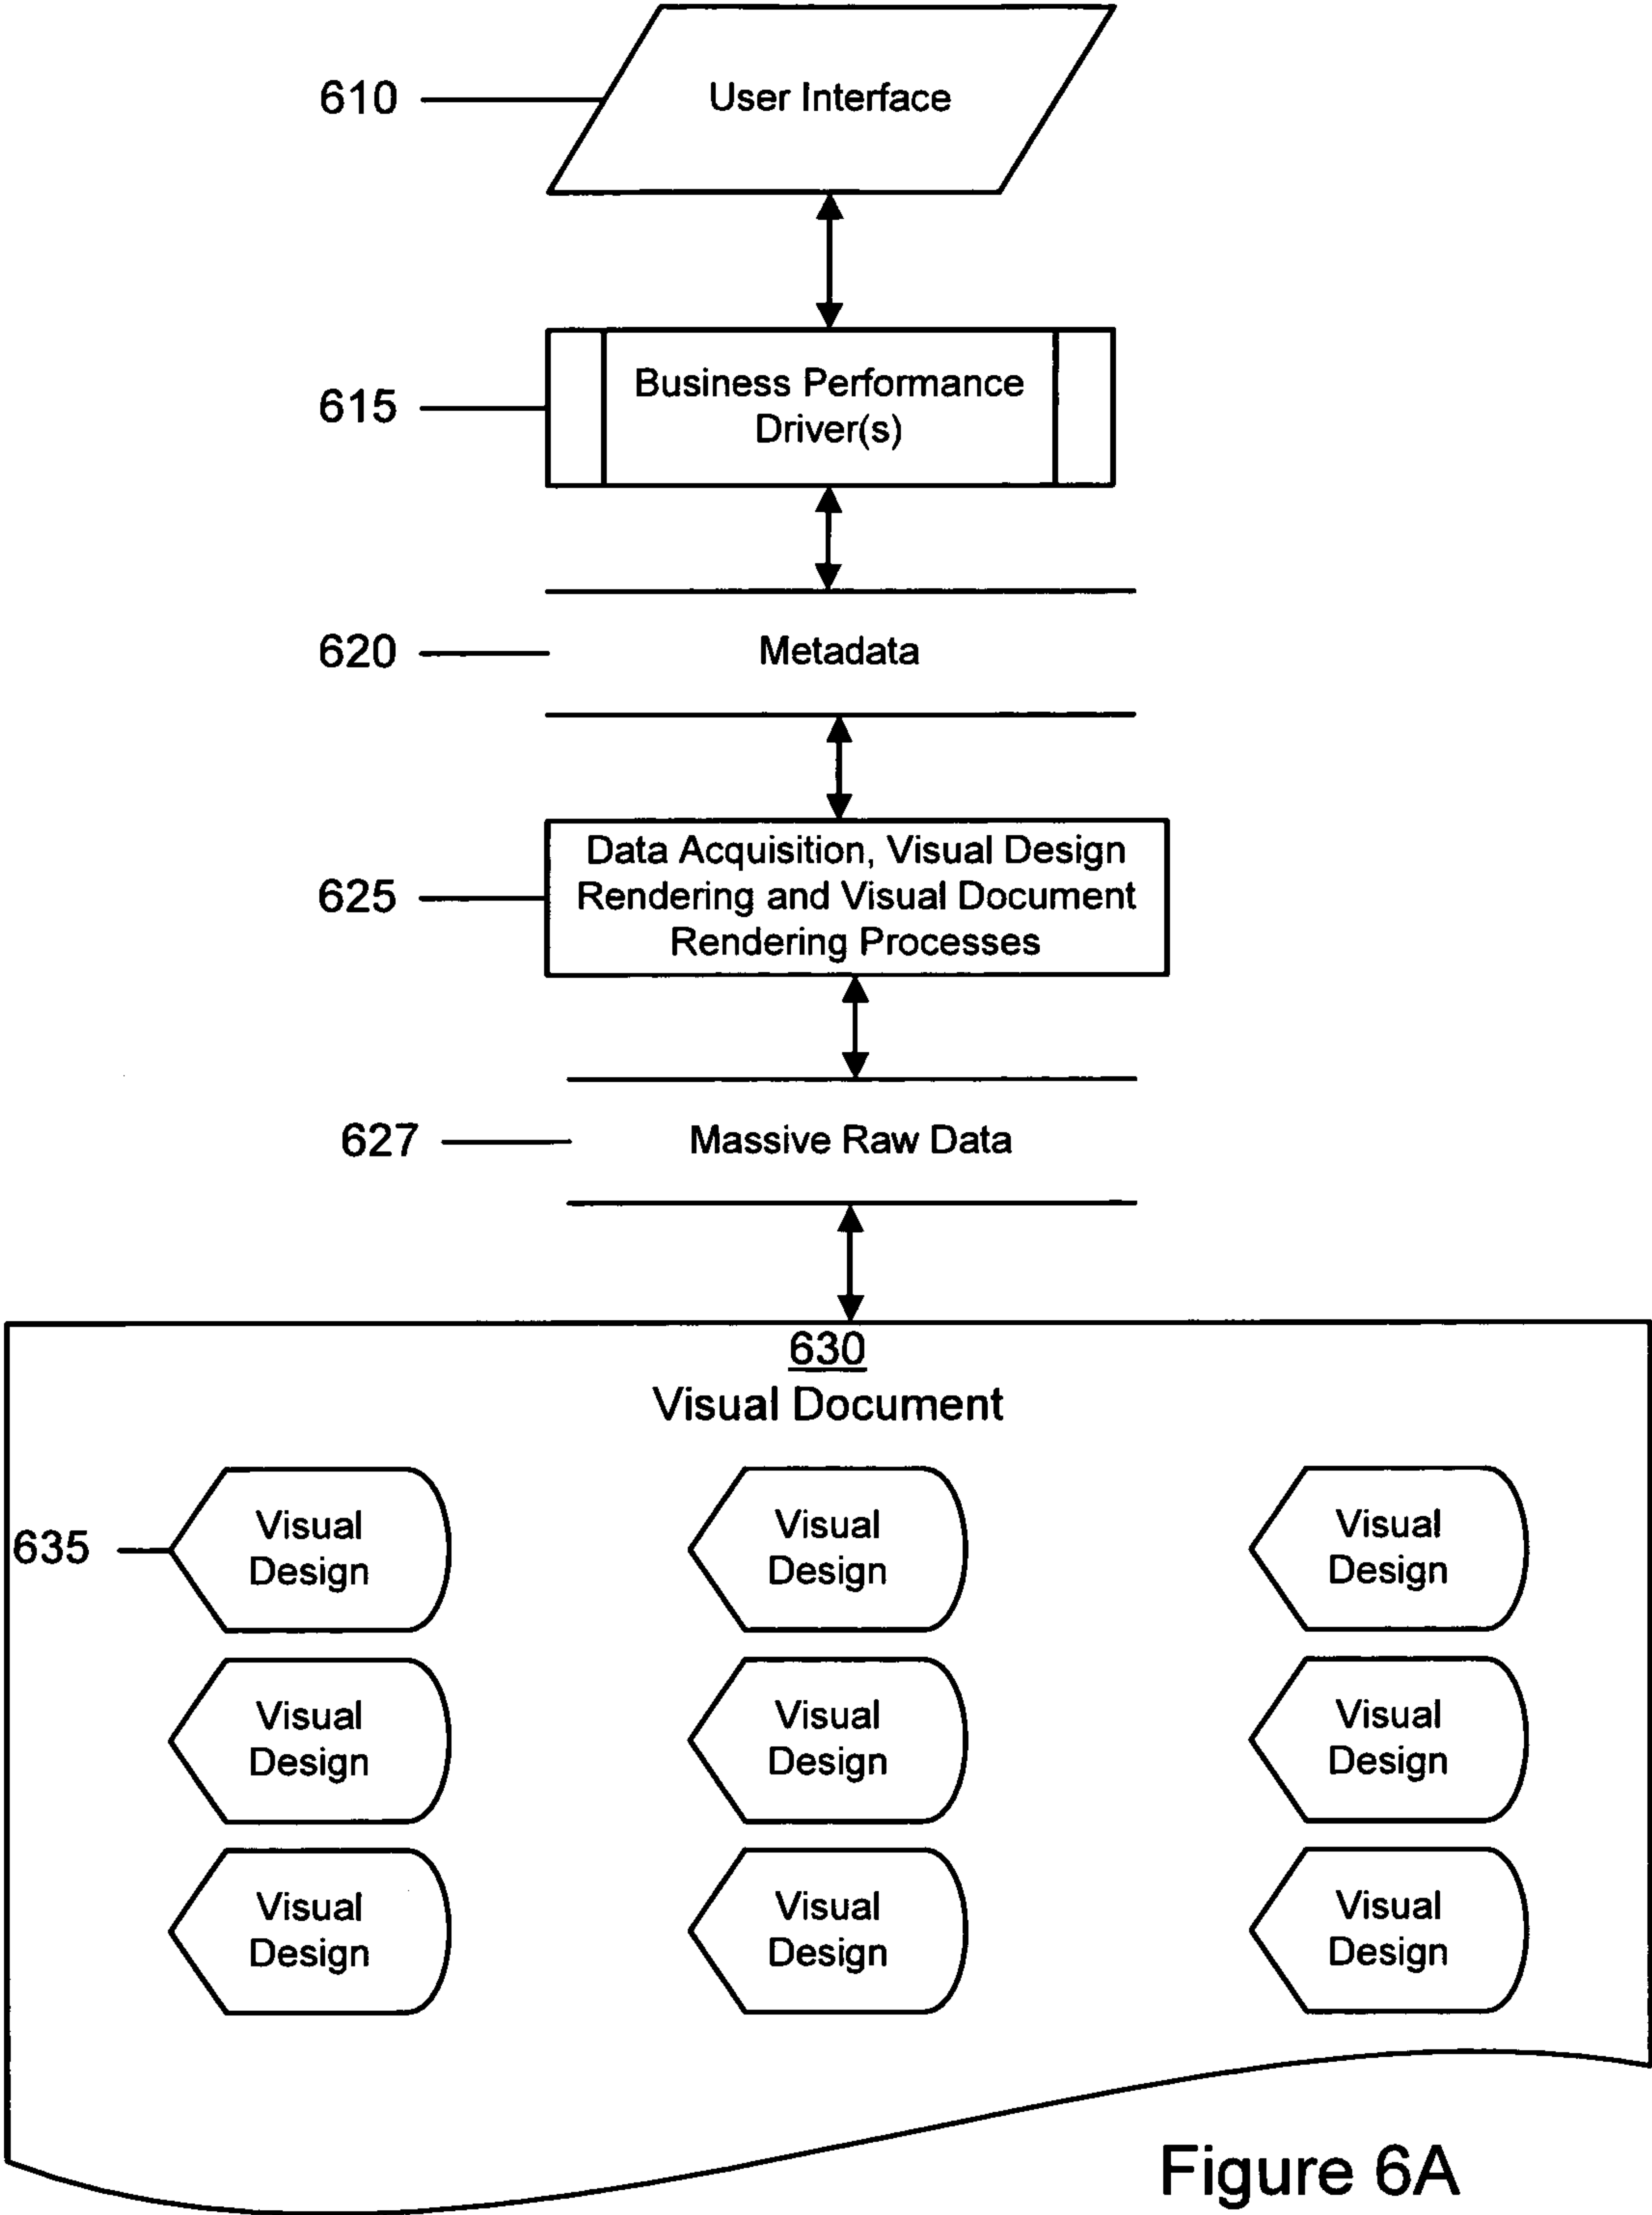 610
User Interface
615
Business Performance
Driver(s)
620
Metadata
625
Data Acquisition, Visual Design
Rendering and Visual Document
Rendering Processes
627
Massive Raw Data
630
Visual Document
635
Visual
Design
Visual
Design
Visual
Design
Visual
Design
Visual
Design
Visual
Design
Visual
Design
Visual
Design
Visual
Design
Figure 6A